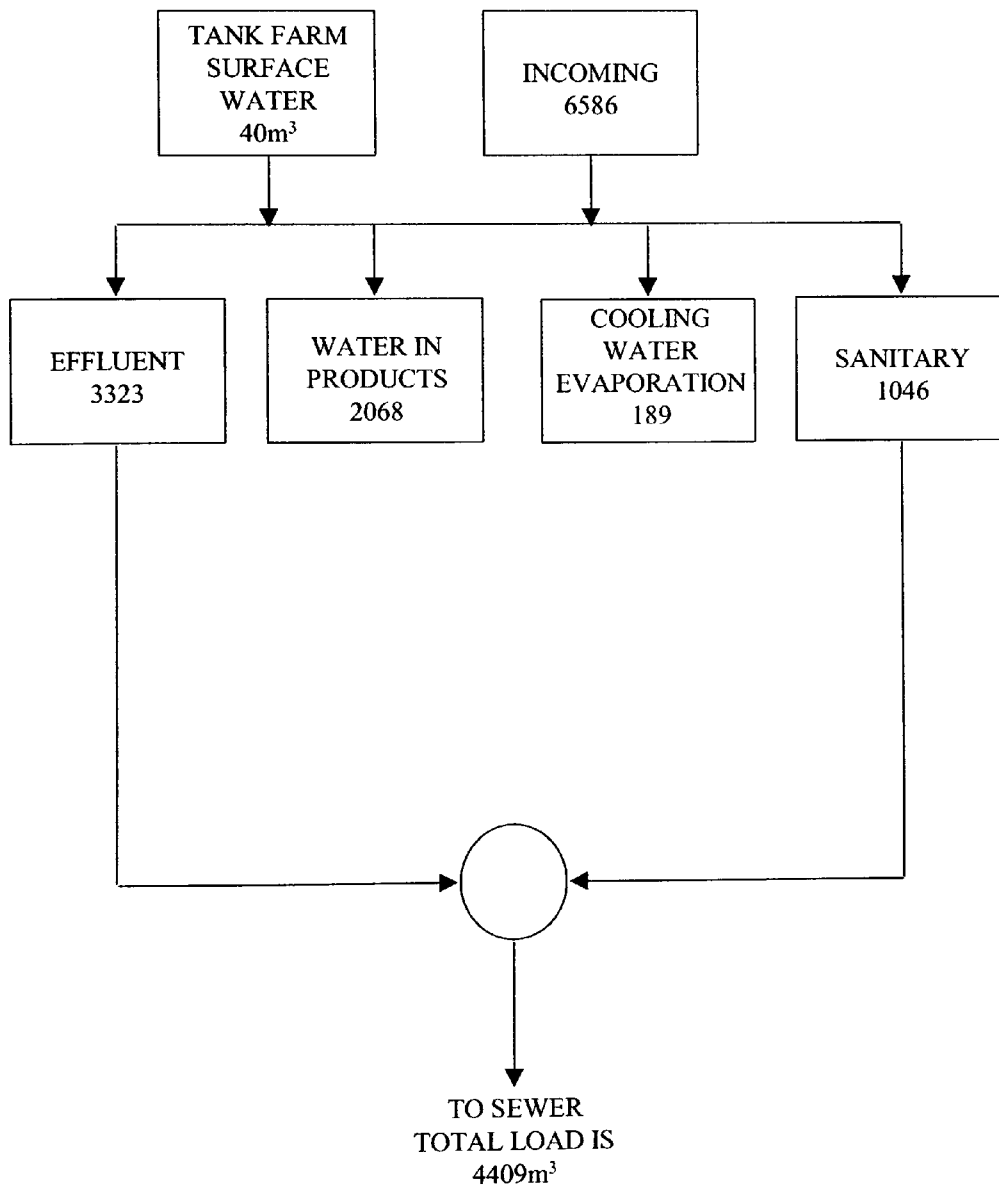 TANK FARM
SURFACE
WATER
40m³
INCOMING
6586
EFFLUENT
3323
WATER IN
PRODUCTS
2068
COOLING
WATER
EVAPORATION
189
SANITARY
1046
TO SEWER
TOTAL LOAD IS
4409m³